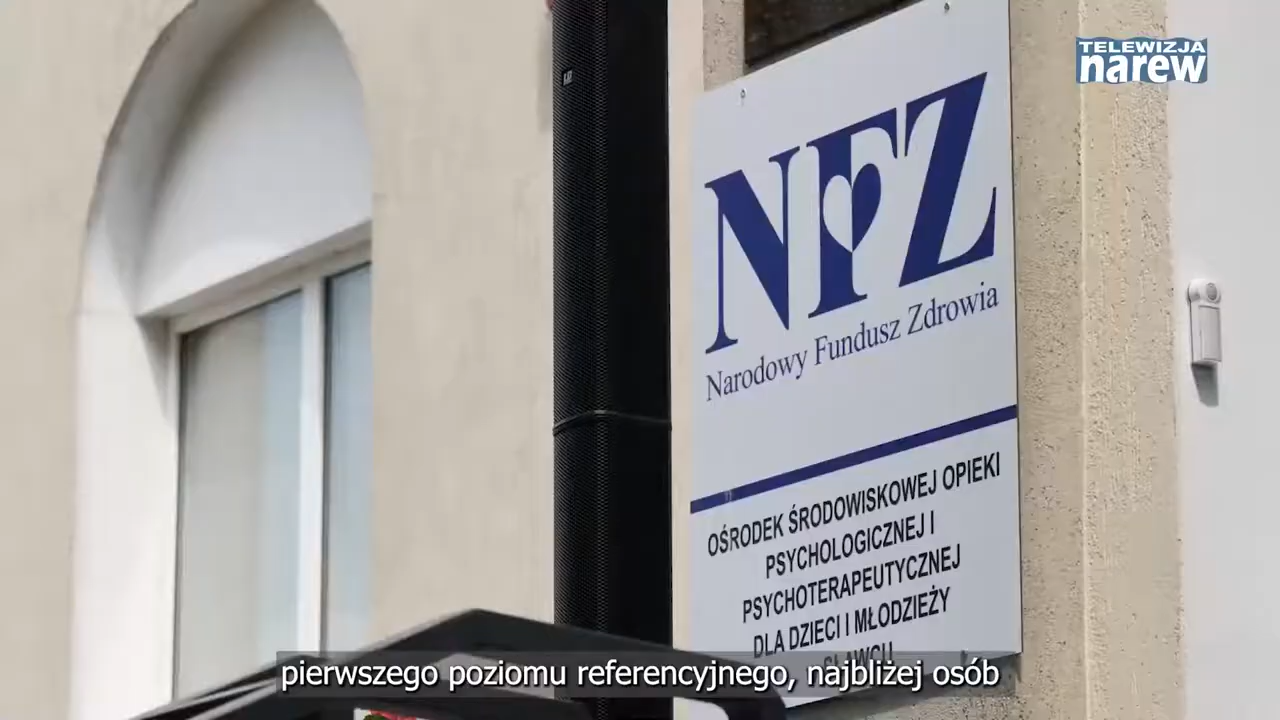 TELEWIZJA
narew
NFZ
Narodowy Fundusz Zdrowia
OŚRODEK ŚRODOWISKOWEJ OPIEKI
PSYCHOLOGICZNEJ I
PSYCHOTERAPEUTYCZNEJ
DLA DZIECI I MŁODZIEŻY
pierwszego poziomu referencyjnego, najbliżej osób